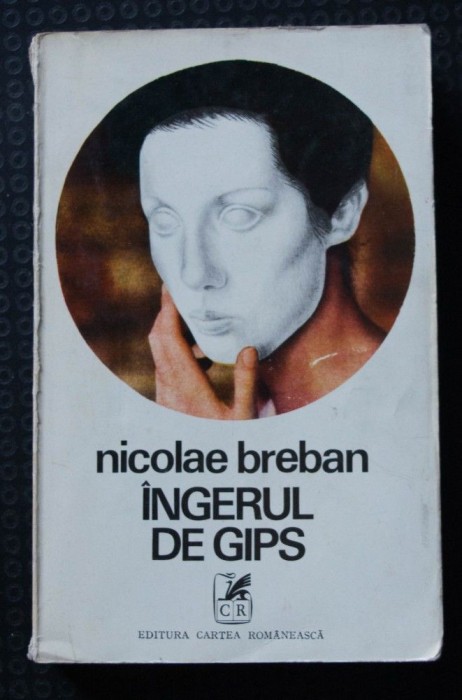 nicolae breban
ÎNGERUL
DE GIPS
CR
EDITURA CARTEA ROMÂNEASCĂ